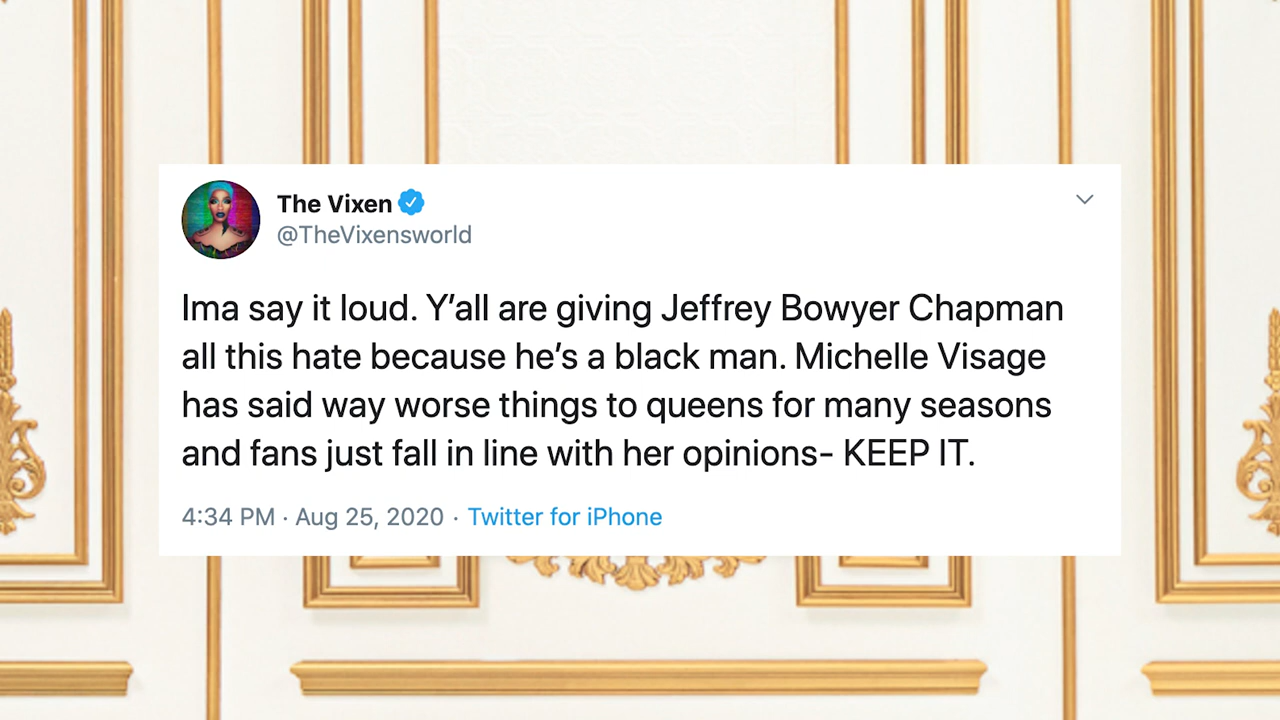 The Vixen
@TheVixensworld
Ima say it loud. Y’all are giving Jeffrey Bowyer Chapman
all this hate because he’s a black man. Michelle Visage
has said way worse things to queens for many seasons
and fans just fall in line with her opinions- KEEP IT.
4:34 PM · Aug 25, 2020 · Twitter for iPhone